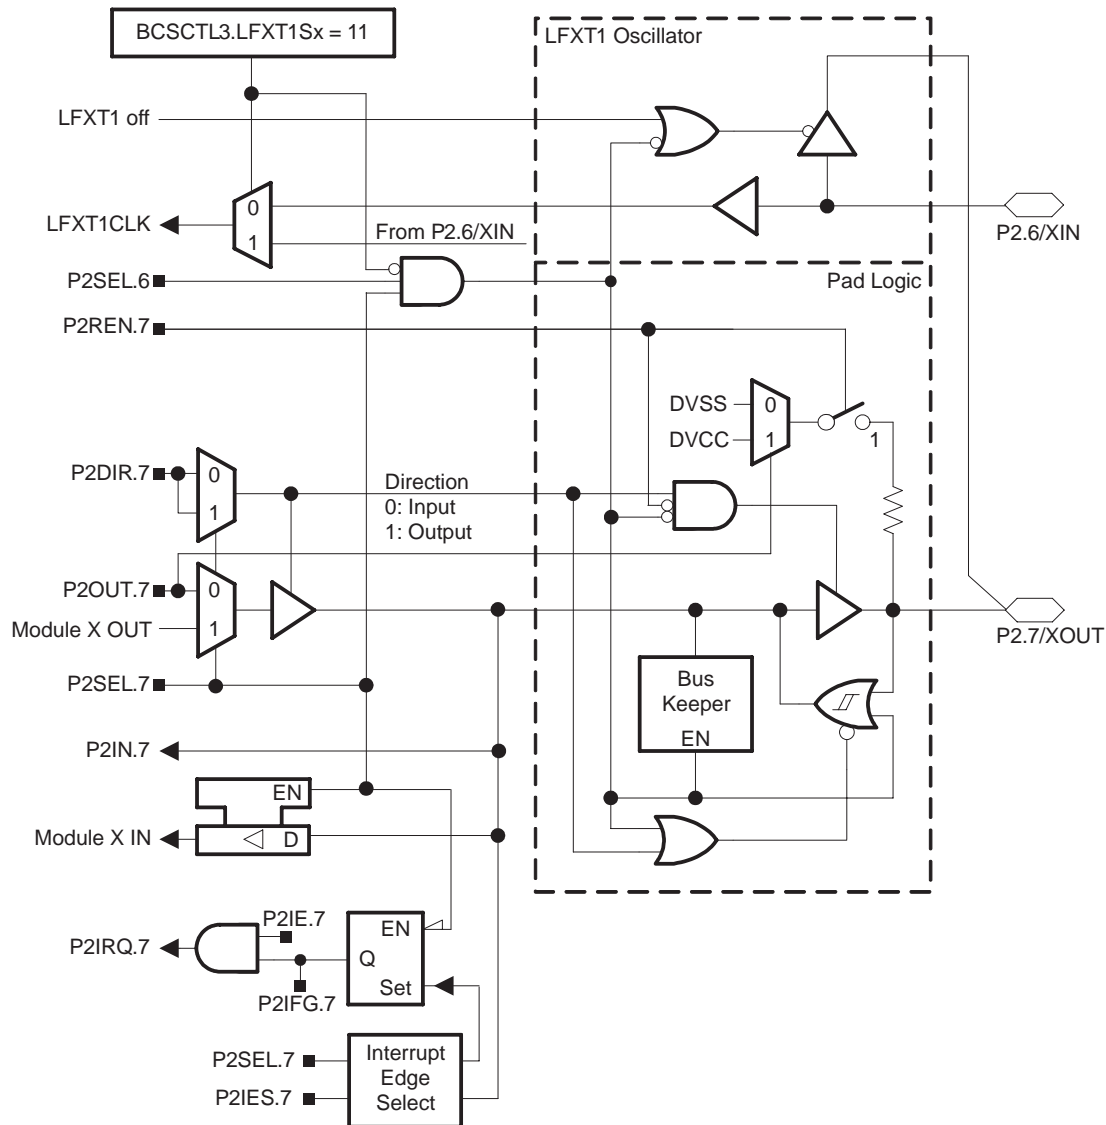 BCSCTL3.LFXT1Sx = 11
LFXT1 Oscillator
LFXT1 off
0
LFXT1CLK
1
From P2.6/XIN
P2.6/XIN
P2SEL.6
Pad Logic
P2REN.7
DVSS
0
DVCC
1
1
P2DIR.7
0
1
Direction
0: Input
1: Output
P2OUT.7
0
Module X OUT
1
P2.7/XOUT
P2SEL.7
Bus
Keeper
EN
P2IN.7
EN
Module X IN
D
P2IE.7
EN
P2IRQ.7
Q
Set
P2IFG.7
P2SEL.7
P2IES.7
Interrupt
Edge
Select